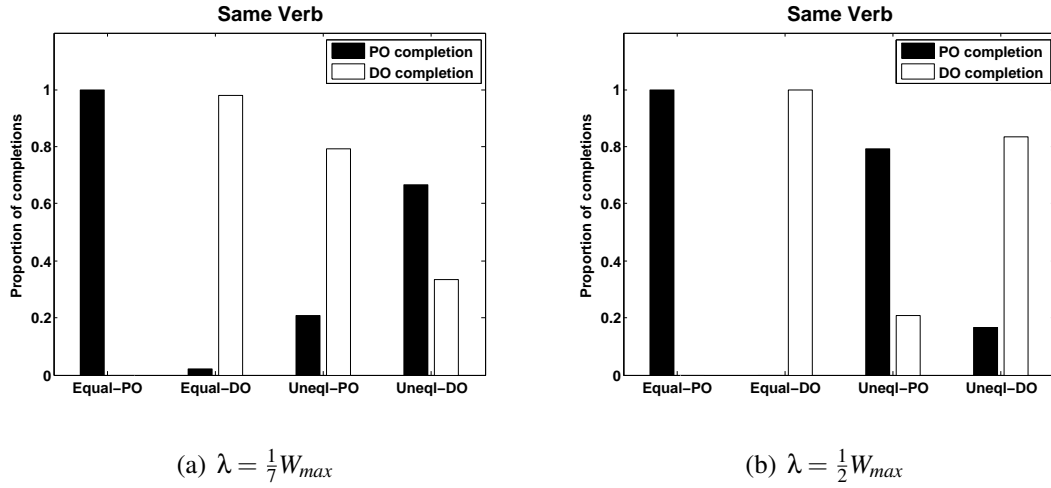 Same Verb
PO completion
DO completion
Proportion of completions
1
0.8
0.6
0.4
0.2
0
Equal−PO Equal−DO Uneql−PO Uneql−DO
(a) λ = 1/7 Wmax
Same Verb
PO completion
DO completion
Proportion of completions
1
0.8
0.6
0.4
0.2
0
Equal−PO Equal−DO Uneql−PO Uneql−DO
(b) λ = 1/2 Wmax